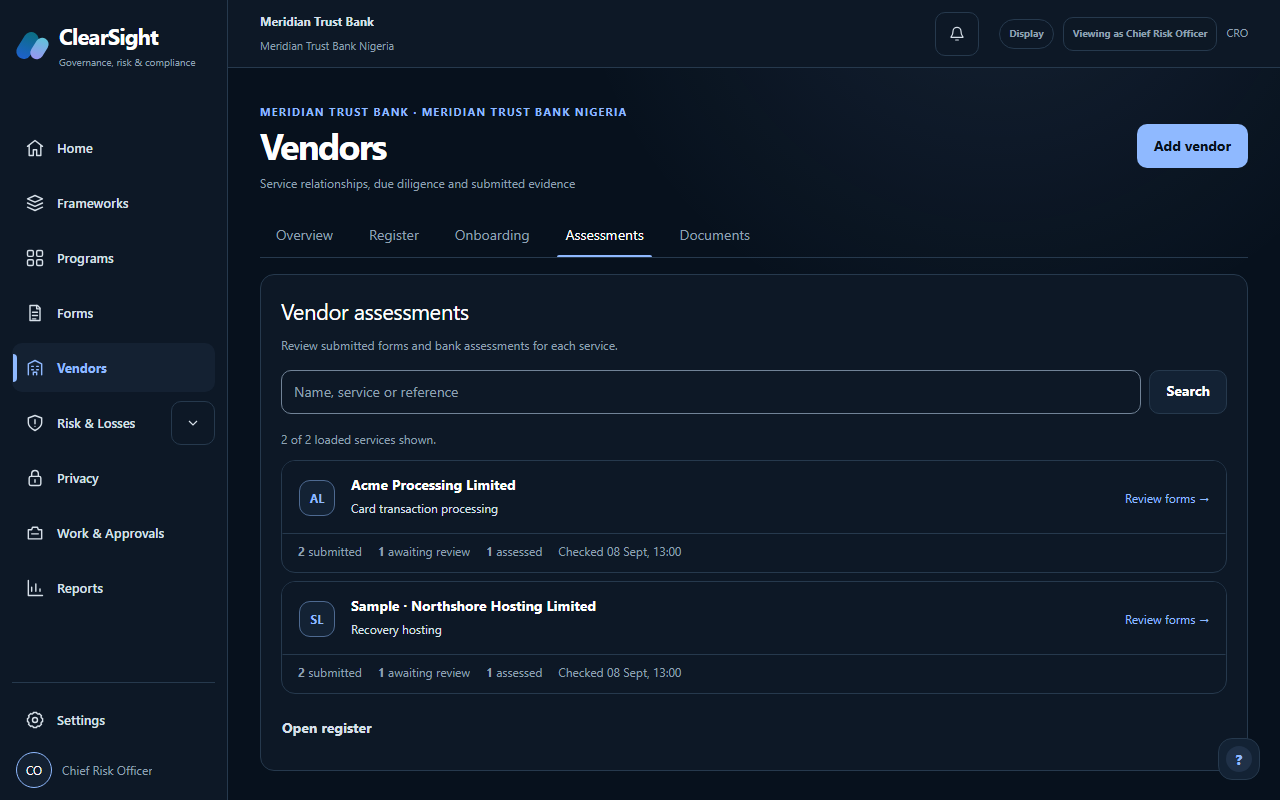 ClearSight
Governance, risk & compliance
Home
Frameworks
Programs
Forms
Vendors
Risk & Losses
Privacy
Work & Approvals
Reports
Settings
CO
Chief Risk Officer
Meridian Trust Bank
Meridian Trust Bank Nigeria
Display
Viewing as Chief Risk Officer
CRO
MERIDIAN TRUST BANK · MERIDIAN TRUST BANK NIGERIA
Vendors
Service relationships, due diligence and submitted evidence
Add vendor
Overview
Register
Onboarding
Assessments
Documents
Vendor assessments
Review submitted forms and bank assessments for each service.
Name, service or reference
Search
2 of 2 loaded services shown.
AL
Acme Processing Limited
Card transaction processing
Review forms →
2 submitted 1 awaiting review 1 assessed Checked 08 Sept, 13:00
SL
Sample · Northshore Hosting Limited
Recovery hosting
Review forms →
2 submitted 1 awaiting review 1 assessed Checked 08 Sept, 13:00
Open register
?